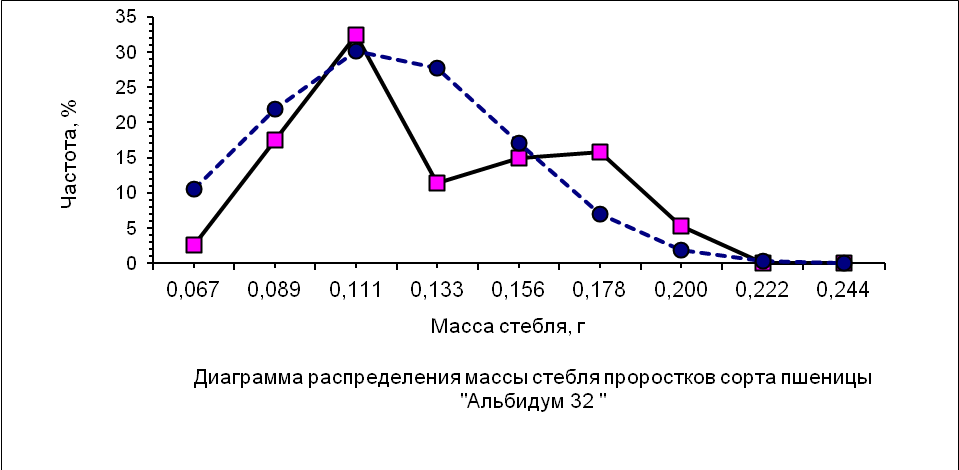 35
30
25
20
15
10
5
0
Частота, %
0,067 0,089 0,111 0,133 0,156 0,178 0,200 0,222 0,244
Масса стебля, г
Диаграмма распределения массы стебля проростков сорта пшеницы
"Альбидум 32 "